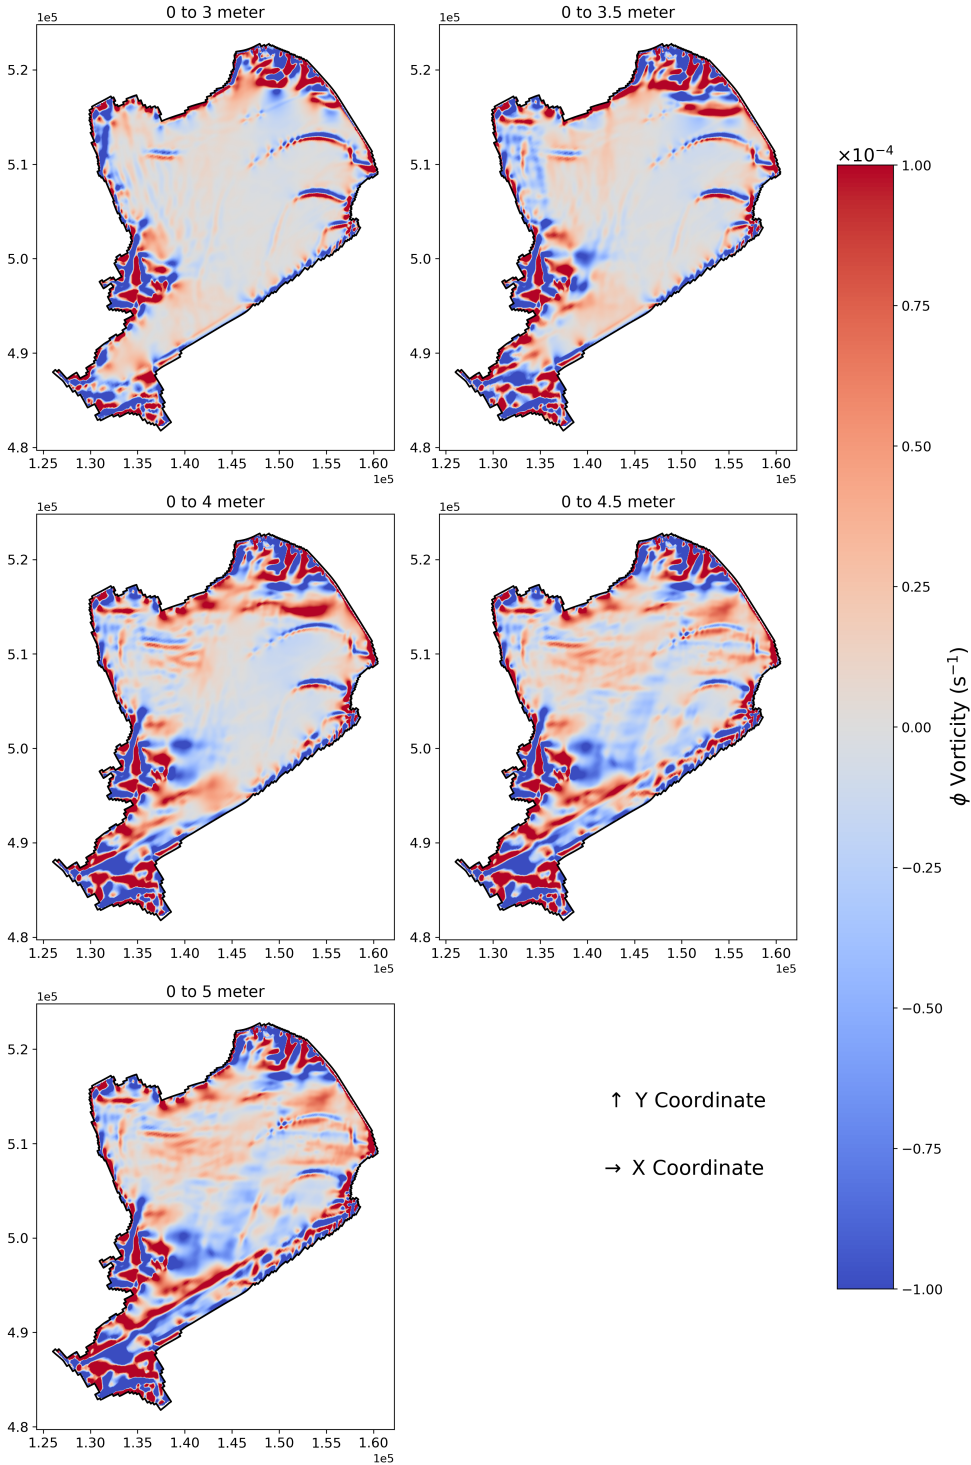 0 to 3 meter
1e5
5.2
5.1
5.0
4.9
4.8
1.25 1.30 1.35 1.40 1.45 1.50 1.55 1.60
1e5
0 to 3.5 meter
1e5
5.2
5.1
5.0
4.9
4.8
1.25 1.30 1.35 1.40 1.45 1.50 1.55 1.60
1e5
0 to 4 meter
1e5
5.2
5.1
5.0
4.9
4.8
1.25 1.30 1.35 1.40 1.45 1.50 1.55 1.60
1e5
0 to 4.5 meter
1e5
5.2
5.1
5.0
4.9
4.8
1.25 1.30 1.35 1.40 1.45 1.50 1.55 1.60
1e5
0 to 5 meter
1e5
5.2
5.1
5.0
4.9
4.8
1.25 1.30 1.35 1.40 1.45 1.50 1.55 1.60
1e5
↑ Y Coordinate
→ X Coordinate
×10⁻⁴
1.00
0.75
0.50
0.25
0.00
−0.25
−0.50
−0.75
−1.00
ϕ Vorticity (s⁻¹)